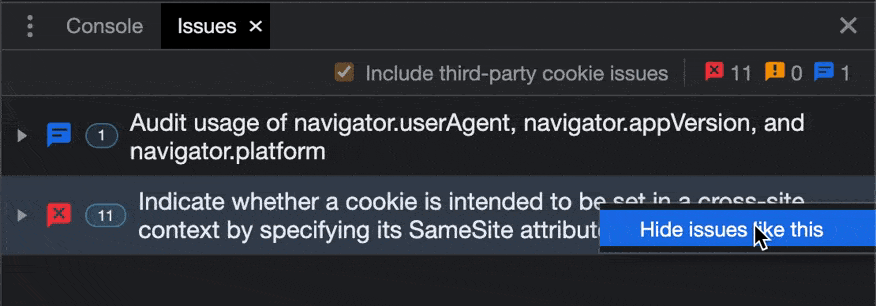 Console Issues
Include third-party cookie issues 11 0 1
1 Audit usage of navigator.userAgent, navigator.appVersion, and
navigator.platform
11 Indicate whether a cookie is intended to be set in a cross-site
context by specifying its SameSite attribute
Hide issues like this